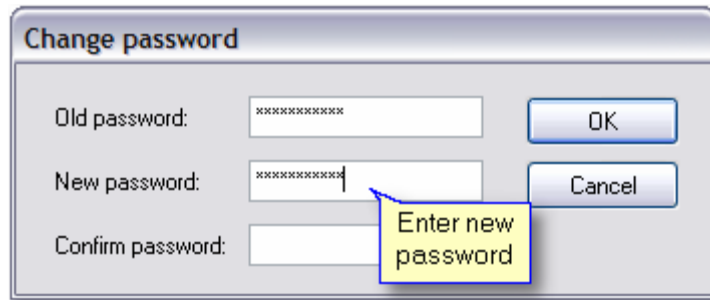 Change password
Old password: ***********
OK
New password: ***********
Cancel
Enter new
password
Confirm password: